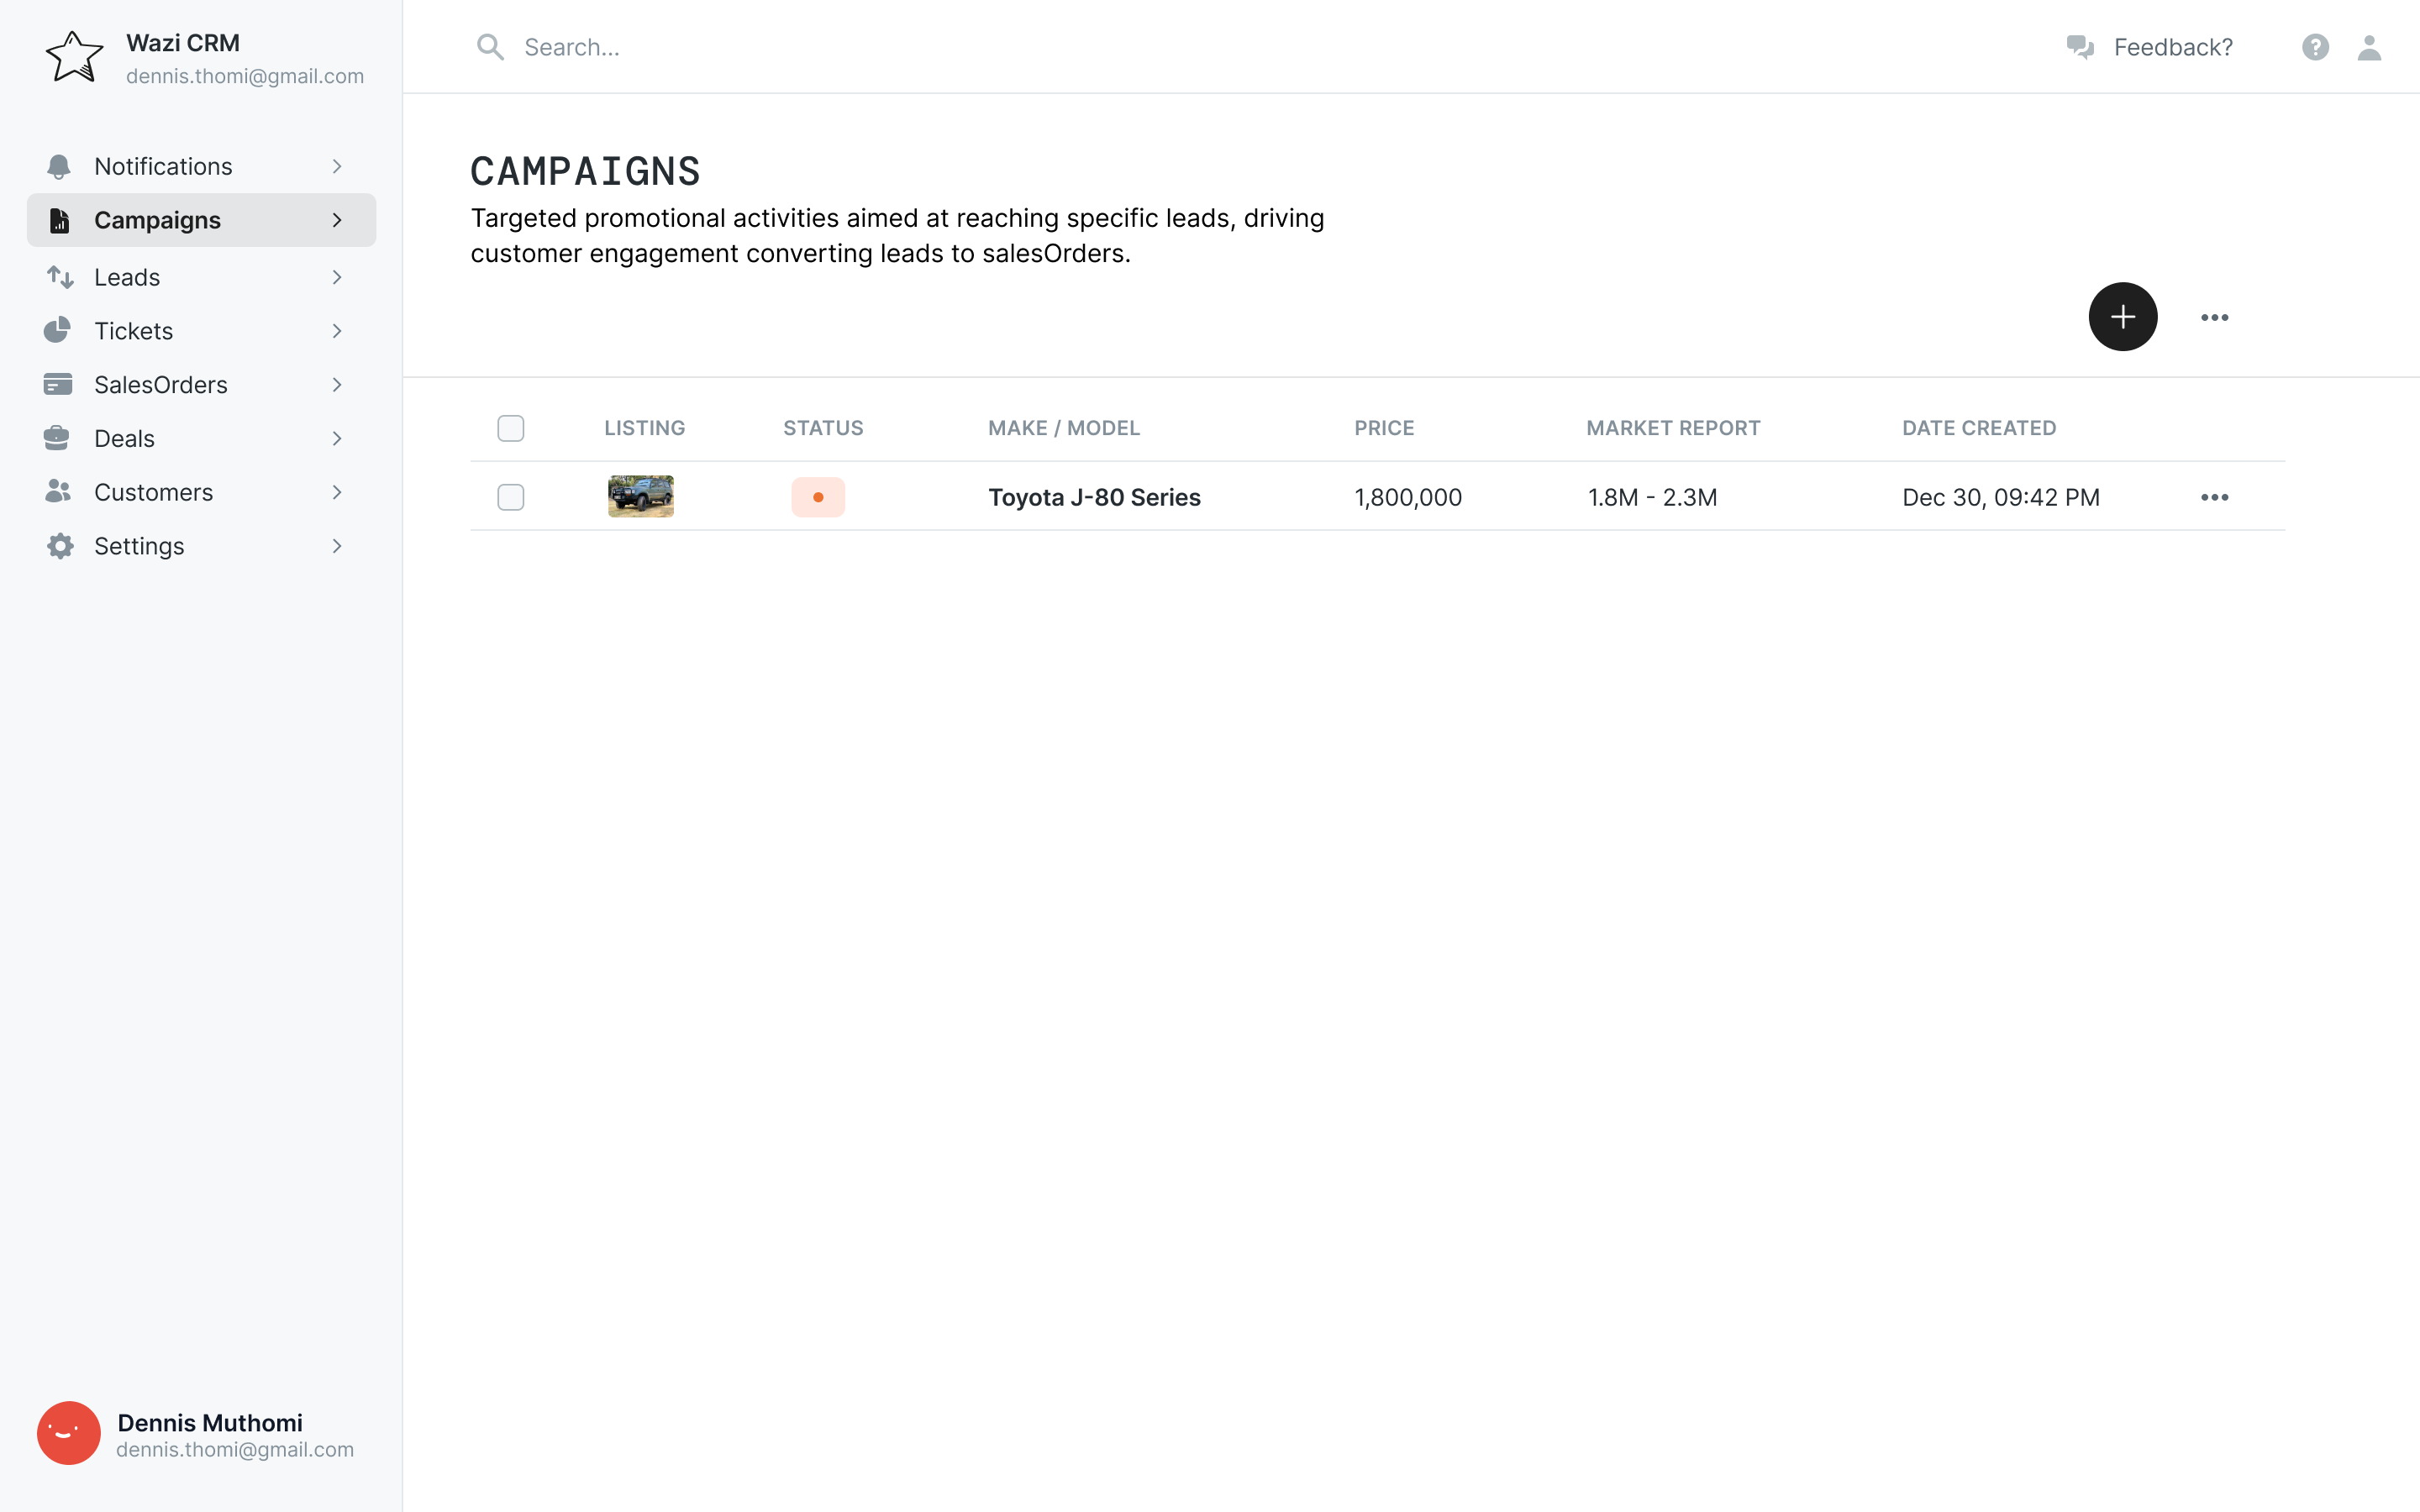 Wazi CRM
dennis.thomi@gmail.com
Notifications
Campaigns
Leads
Tickets
SalesOrders
Deals
Customers
Settings
Dennis Muthomi
dennis.thomi@gmail.com
Search...
Feedback?
CAMPAIGNS
Targeted promotional activities aimed at reaching specific leads, driving
customer engagement converting leads to salesOrders.
LISTING STATUS MAKE / MODEL PRICE MARKET REPORT DATE CREATED
Toyota J-80 Series 1,800,000 1.8M - 2.3M Dec 30, 09:42 PM